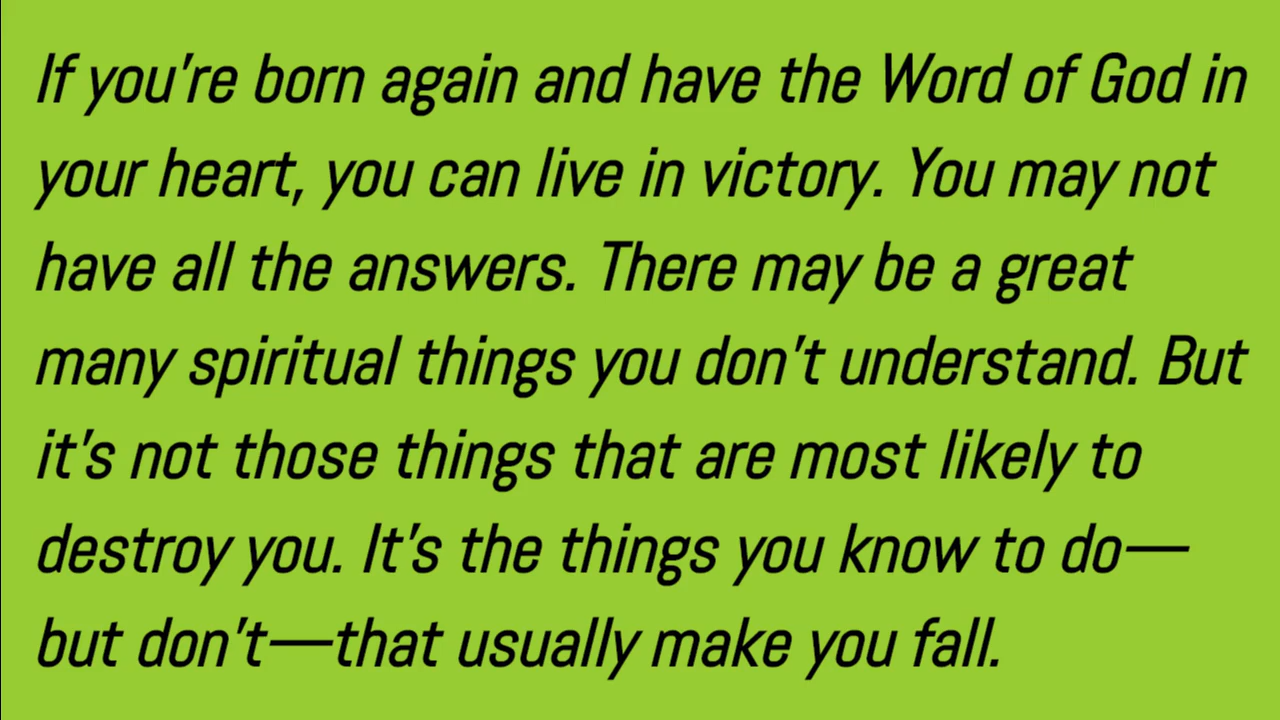 If you’re born again and have the Word of God in
your heart, you can live in victory. You may not
have all the answers. There may be a great
many spiritual things you don’t understand. But
it’s not those things that are most likely to
destroy you. It’s the things you know to do—
but don’t—that usually make you fall.